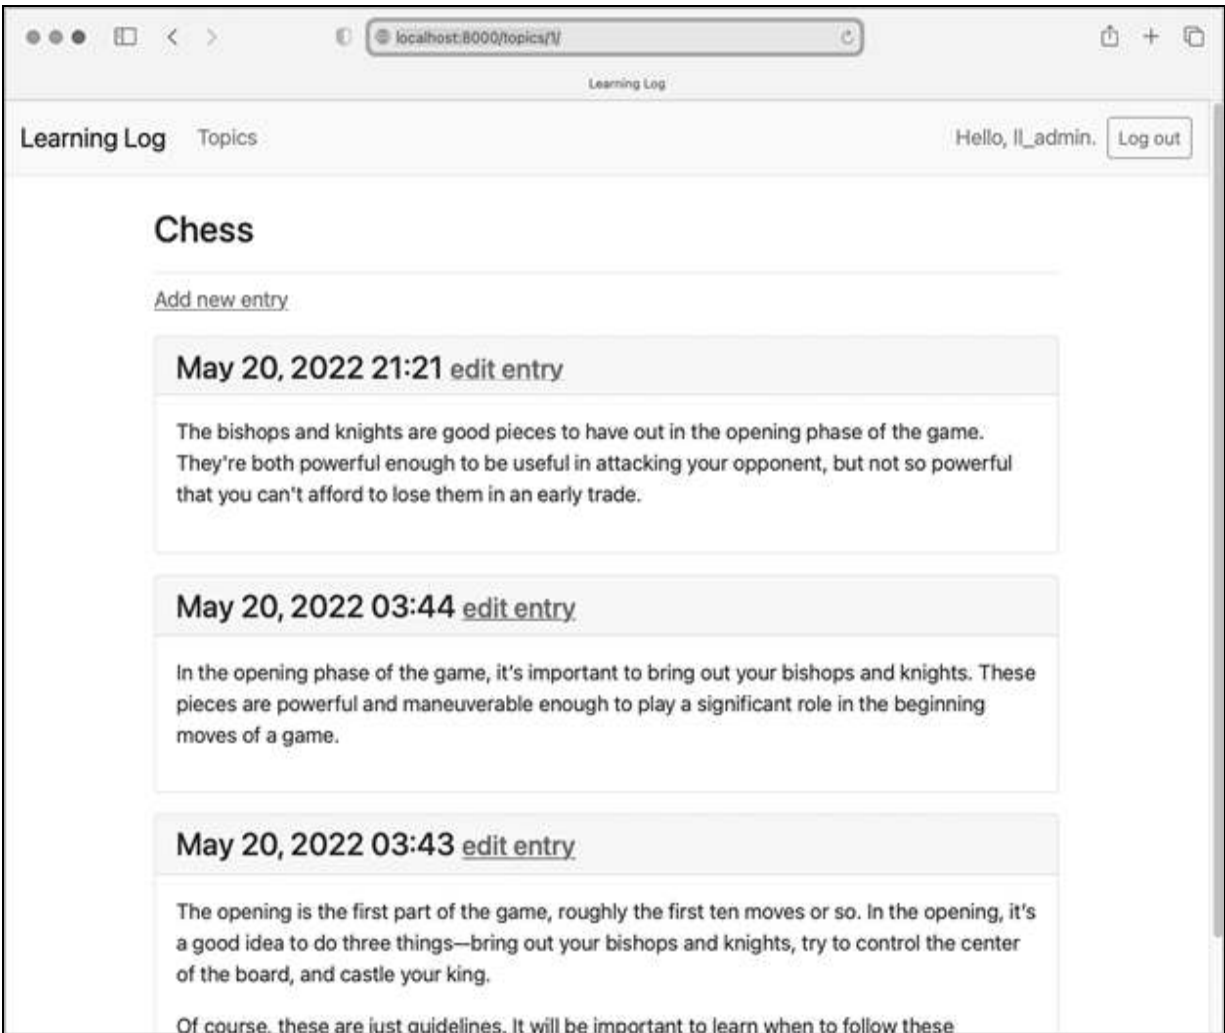 localhost:8000/topics/1/
Learning Log
Learning Log Topics Hello, ll_admin. Log out
Chess
Add new entry
May 20, 2022 21:21 edit entry
The bishops and knights are good pieces to have out in the opening phase of the game.
They're both powerful enough to be useful in attacking your opponent, but not so powerful
that you can't afford to lose them in an early trade.
May 20, 2022 03:44 edit entry
In the opening phase of the game, it's important to bring out your bishops and knights. These
pieces are powerful and maneuverable enough to play a significant role in the beginning
moves of a game.
May 20, 2022 03:43 edit entry
The opening is the first part of the game, roughly the first ten moves or so. In the opening, it's
a good idea to do three things—bring out your bishops and knights, try to control the center
of the board, and castle your king.
Of course, these are just guidelines. It will be important to learn when to follow these